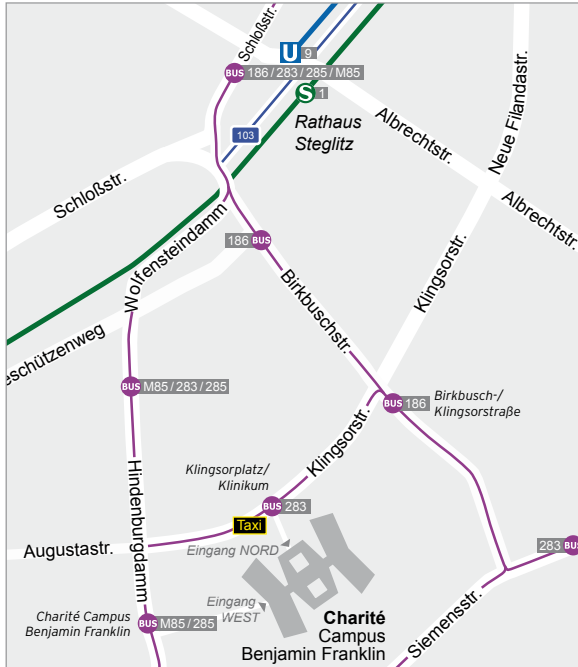 Schloßstr.
U 9
BUS 186 / 283 / 285 / M85
S 1
Rathaus
Steglitz
103
Albrechtstr.
Neue Filandastr.
Schloßstr.
Albrechtstr.
Wolfensteindamm
186 BUS
Birkbuschstr.
Klingsorstr.
eschützenweg
BUS M85 / 283 / 285
BUS 186
Birkbusch-/
Klingsorstraße
Klingsorstr.
Klingsorplatz/
Klinikum
BUS 283
Taxi
Hindenburgdamm
Augustastr.
Eingang NORD
283 BUS
Eingang
WEST
Charité Campus
Benjamin Franklin
BUS M85 / 285
Charité
Campus
Benjamin Franklin
Siemensstr.